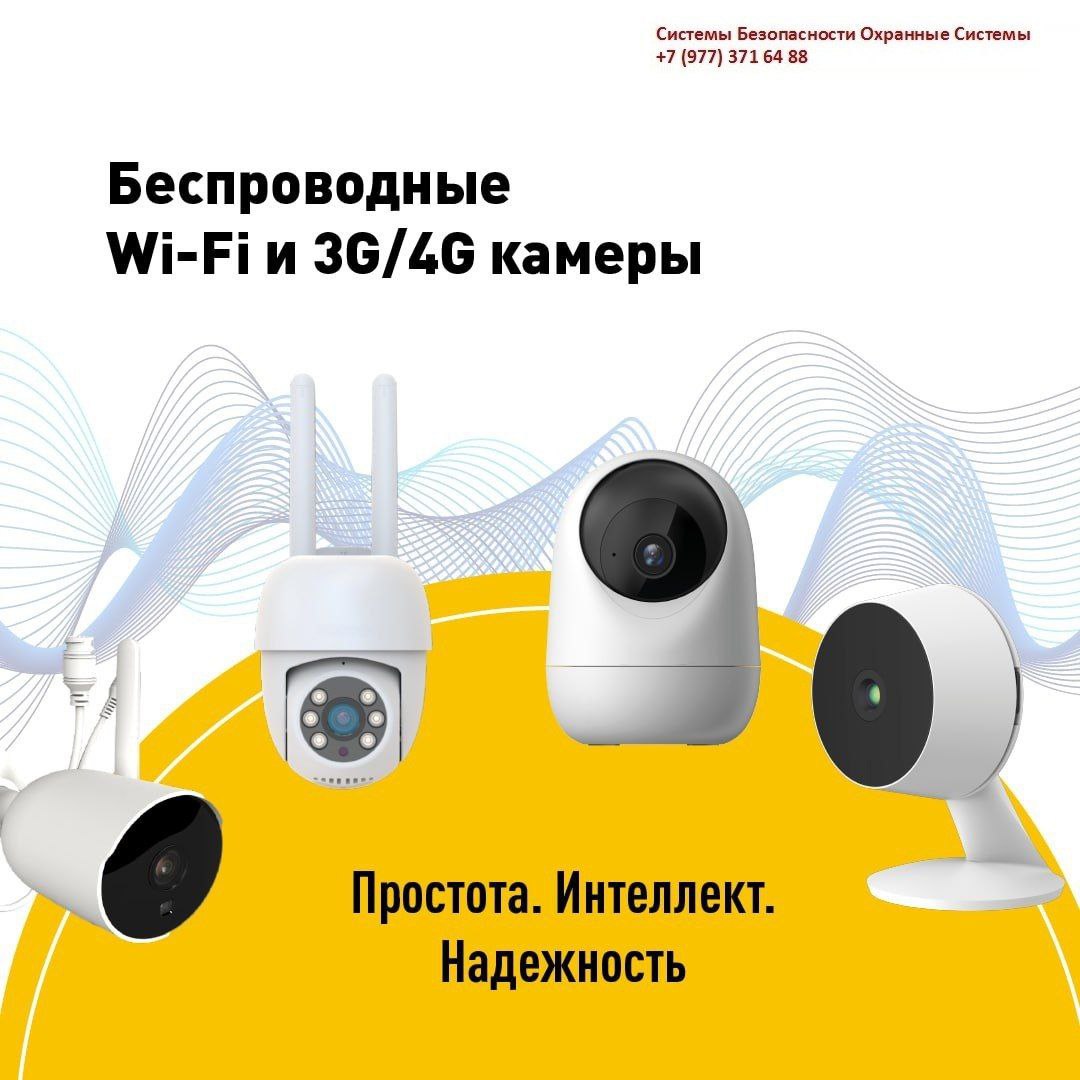 Системы Безопасности Охранные Системы
+7 (977) 371 64 88
Беспроводные
Wi-Fi и 3G/4G камеры
Простота. Интеллект.
Надежность